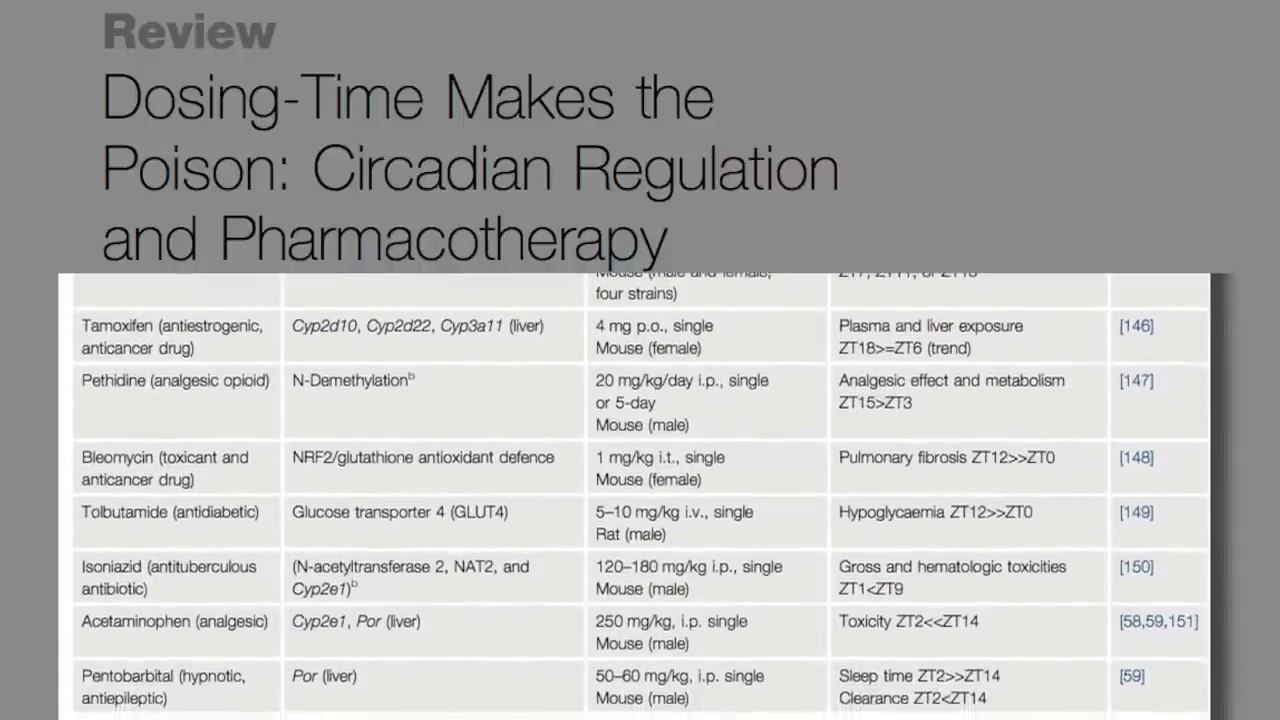 Review
Dosing-Time Makes the
Poison: Circadian Regulation
and Pharmacotherapy
four strains)
Tamoxifen (antiestrogenic,
anticancer drug)
Cyp2d10, Cyp2d22, Cyp3a11 (liver)
4 mg p.o., single
Mouse (female)
Plasma and liver exposure
ZT18>=ZT6 (trend)
[146]
Pethidine (analgesic opioid)
N-Demethylationᵇ
20 mg/kg/day i.p., single
or 5-day
Mouse (male)
Analgesic effect and metabolism
ZT15>ZT3
[147]
Bleomycin (toxicant and
anticancer drug)
NRF2/glutathione antioxidant defence
1 mg/kg i.t., single
Mouse (female)
Pulmonary fibrosis ZT12>>ZT0
[148]
Tolbutamide (antidiabetic)
Glucose transporter 4 (GLUT4)
5–10 mg/kg i.v., single
Rat (male)
Hypoglycaemia ZT12>>ZT0
[149]
Isoniazid (antituberculous
antibiotic)
(N-acetyltransferase 2, NAT2, and
Cyp2e1)ᵇ
120–180 mg/kg i.p., single
Mouse (male)
Gross and hematologic toxicities
ZT1<ZT9
[150]
Acetaminophen (analgesic)
Cyp2e1, Por (liver)
250 mg/kg, i.p. single
Mouse (male)
Toxicity ZT2<<ZT14
[58,59,151]
Pentobarbital (hypnotic,
antiepileptic)
Por (liver)
50–60 mg/kg, i.p. single
Mouse (male)
Sleep time ZT2>>ZT14
Clearance ZT2<ZT14
[59]